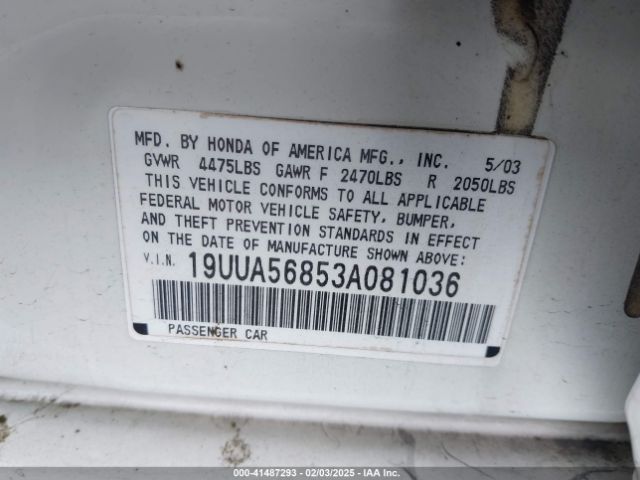 MFD. BY HONDA OF AMERICA MFG., INC. 5/03
GVWR 4475LBS GAWR F 2470LBS R 2050LBS
THIS VEHICLE CONFORMS TO ALL APPLICABLE
FEDERAL MOTOR VEHICLE SAFETY, BUMPER,
AND THEFT PREVENTION STANDARDS IN EFFECT
ON THE DATE OF MANUFACTURE SHOWN ABOVE:
V.I.N. 19UUA56853A081036
PASSENGER CAR
000-41487293 - 02/03/2025 - IAA Inc.